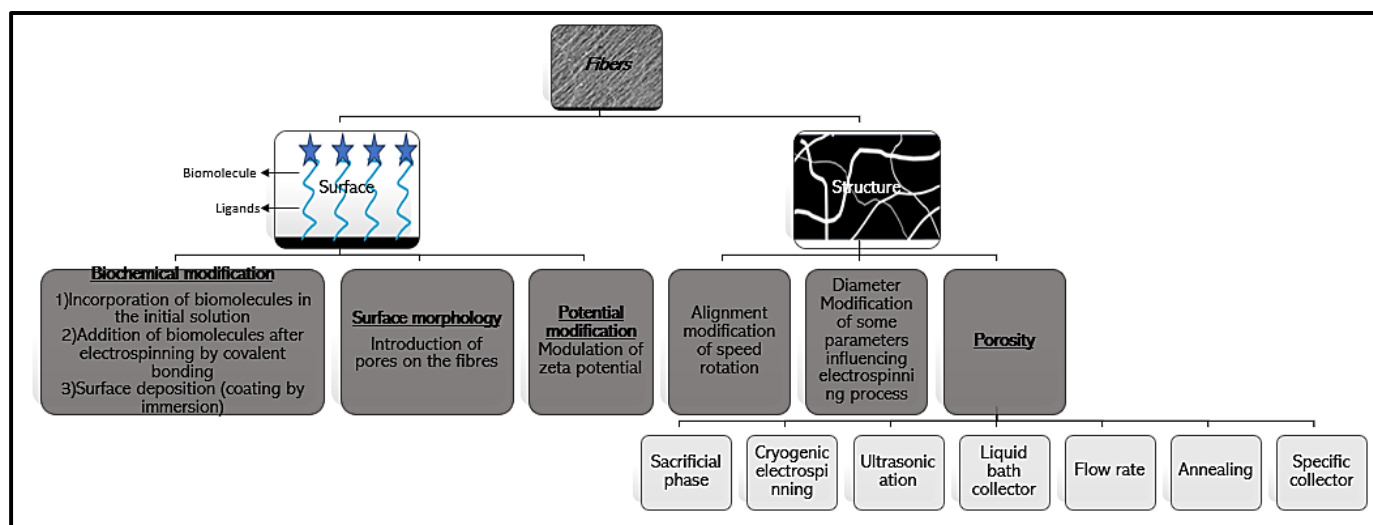 Fibers
Biomolecule
Surface
Ligands
Structure
Biochemical modification
1)Incorporation of biomolecules in
the initial solution
2)Addition of biomolecules after
electrospinning by covalent
bonding
3)Surface deposition (coating by
immersion)
Surface morphology
Introduction of
pores on the fibres
Potential
modification
Modulation of
zeta potential
Alignment
modification
of speed
rotation
Diameter
Modification
of some
parameters
influencing
electrospinni
ng process
Porosity
Sacrificial
phase
Cryogenic
electrospi
nning
Ultrasonic
ation
Liquid
bath
collector
Flow rate
Annealing
Specific
collector